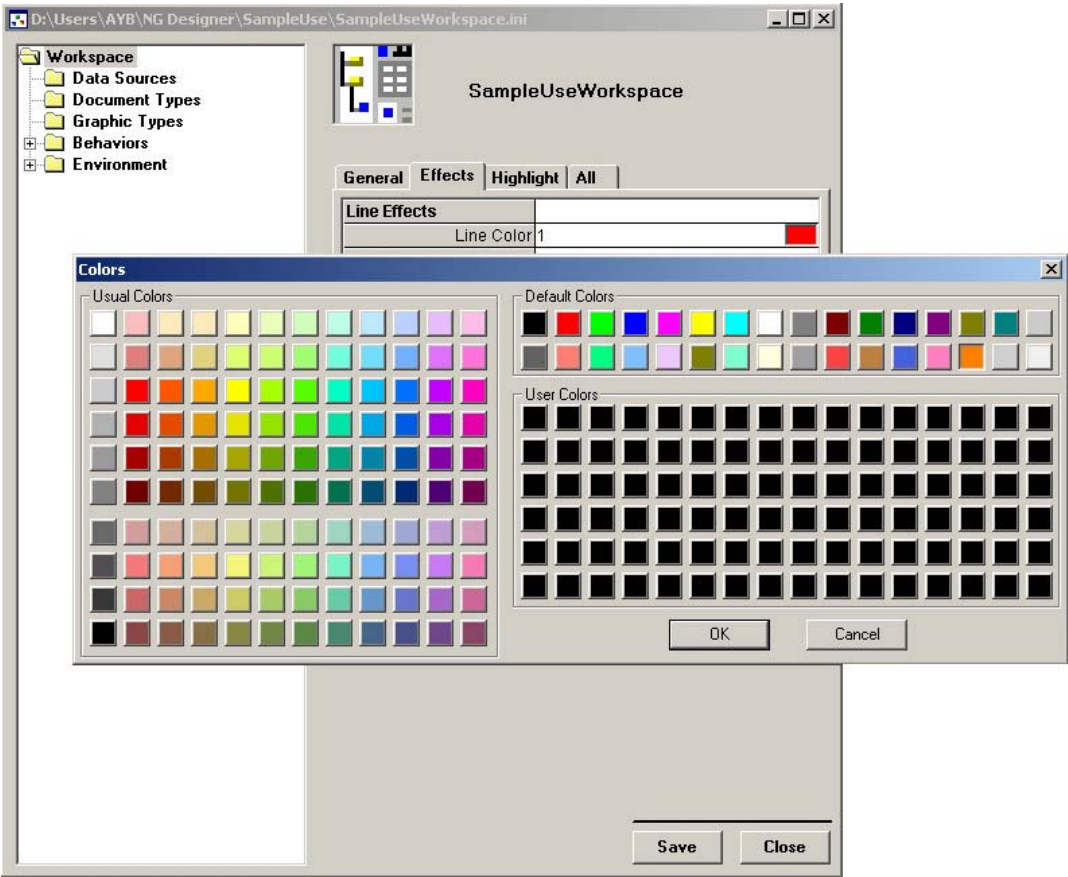 D:\Users\AYB\NG Designer\SampleUse\SampleUseWorkspace.ini
Workspace
Data Sources
Document Types
Graphic Types
Behaviors
Environment
SampleUseWorkspace
General Effects Highlight All
Line Effects
Line Color 1
Colors
Usual Colors
Default Colors
User Colors
OK Cancel
Save Close